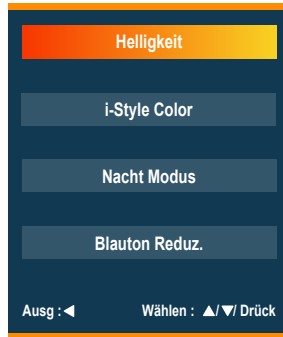 Helligkeit
i-Style Color
Nacht Modus
Blauton Reduz.
Ausg :◀ Wählen : ▲/▼/ Drück